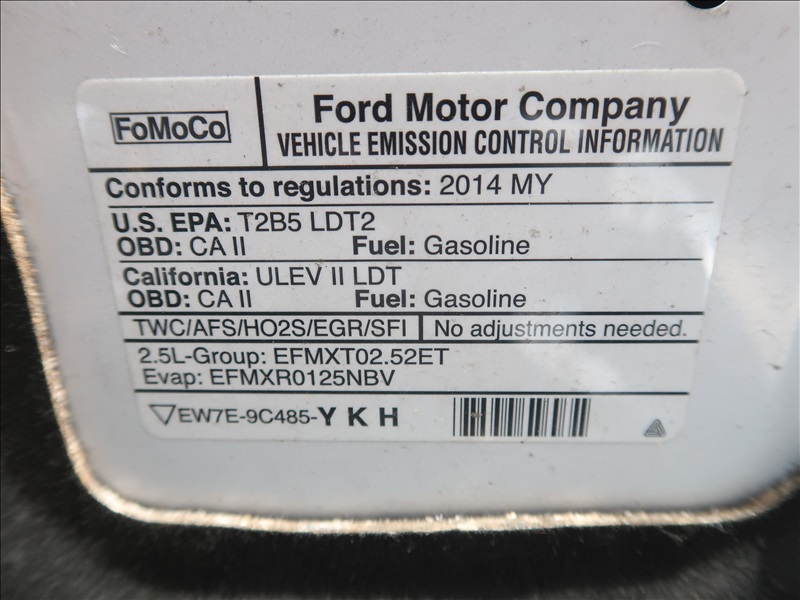 FoMoCo
Ford Motor Company
VEHICLE EMISSION CONTROL INFORMATION
Conforms to regulations: 2014 MY
U.S. EPA: T2B5 LDT2
OBD: CA II Fuel: Gasoline
California: ULEV II LDT
OBD: CA II Fuel: Gasoline
TWC/AFS/HO2S/EGR/SFI No adjustments needed.
2.5L-Group: EFMXT02.52ET
Evap: EFMXR0125NBV
EW7E-9C485-Y K H